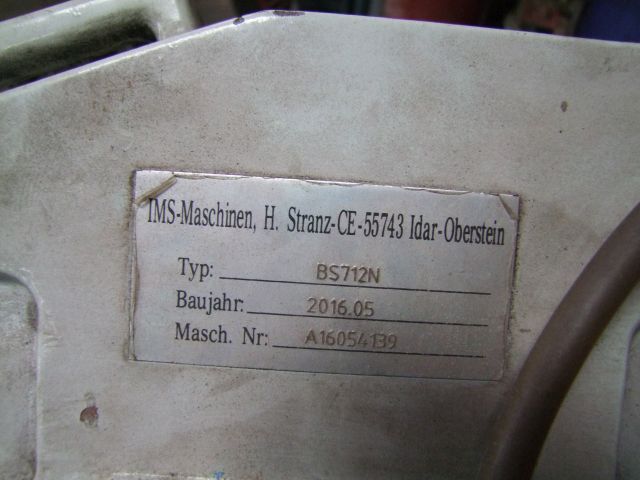 IMS-Maschinen, H. Stranz-CE-55743 Idar-Oberstein
Typ: BS712N
Baujahr: 2016.05
Masch. Nr: A16054139